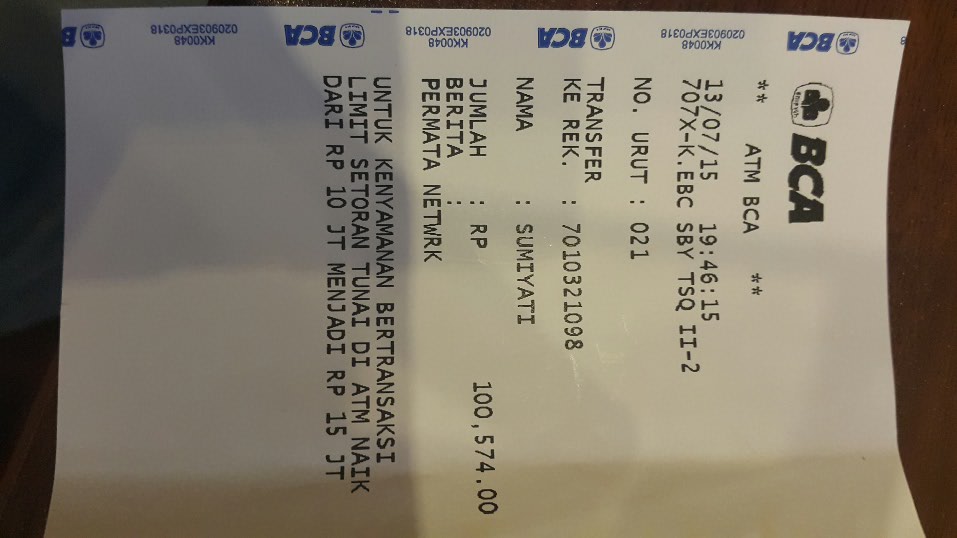 BCA
** ATM BCA **
13/07/15 19:46:15
707X-K.EBC SBY TSQ II-2
NO. URUT : 021
TRANSFER
KE REK. : 7010321098
NAMA : SUMIYATI
JUMLAH : RP 100,574.00
BERITA :
PERMATA NETWRK
UNTUK KENYAMANAN BERTRANSAKSI
LIMIT SETORAN TUNAI DI ATM NAIK
DARI RP 10 JT MENJADI RP 15 JT
BCA
KK0048
020903EXP0318
BCA
KK0048
020903EXP0318
BCA
KK0048
020903EXP0318
BCA